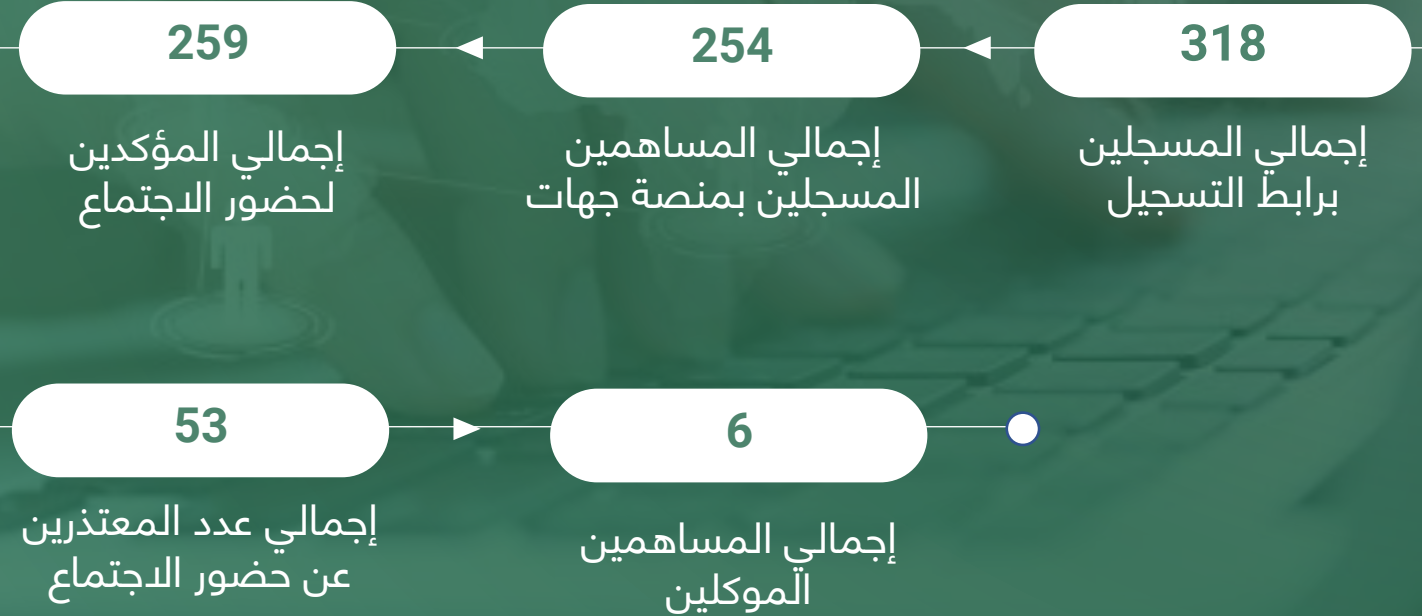 318
إجمالي المسجلين
برابط التسجيل
254
إجمالي المساهمين
المسجلين بمنصة جهات
259
إجمالي المؤكدين
لحضور الاجتماع
53
إجمالي عدد المعتذرين
عن حضور الاجتماع
6
إجمالي المساهمين
الموكلين